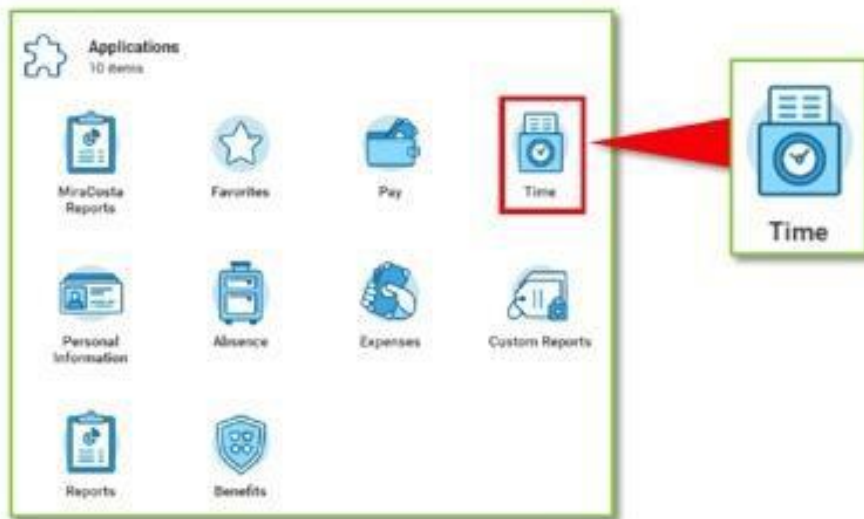 Applications
10 items
MiraCosta
Reports
Favorites
Pay
Time
Personal
Information
Absence
Expenses
Custom Reports
Reports
Benefits
Time